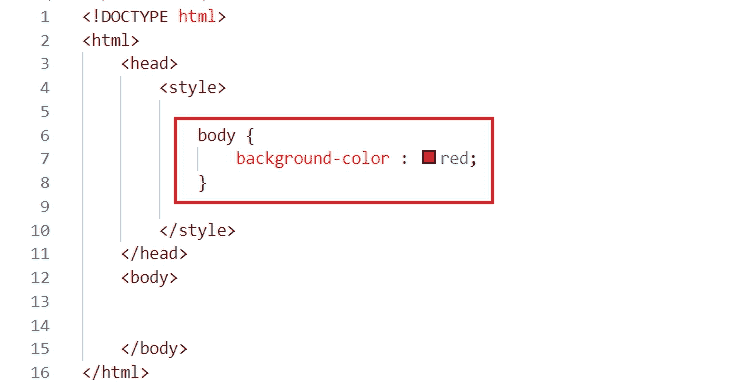 1 <!DOCTYPE html>
2 <html>
3 <head>
4 <style>
5
6 body {
7 background-color : red;
8 }
9
10 </style>
11 </head>
12 <body>
13
14
15 </body>
16 </html>